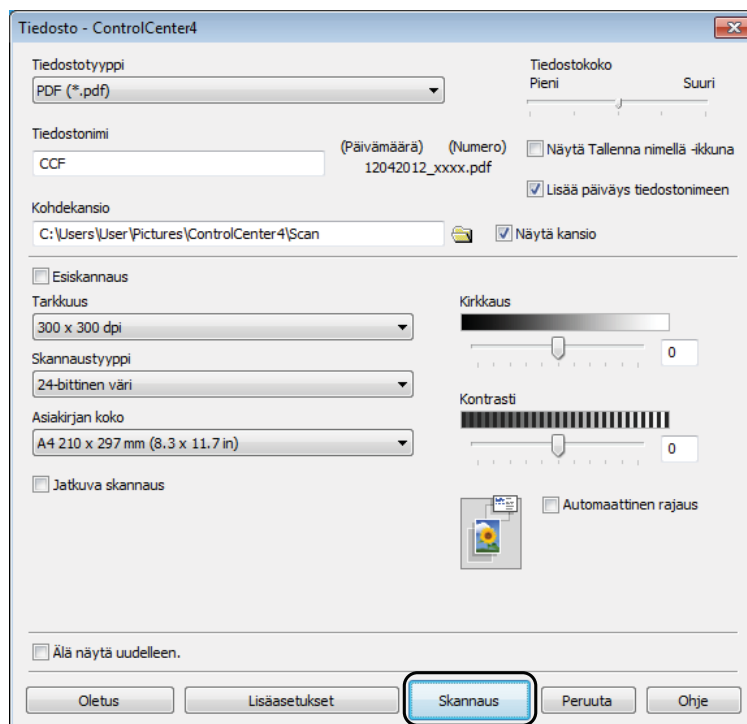 Tiedosto - ControlCenter4
Tiedostotyyppi
PDF (*.pdf)
Tiedostokoko
Pieni Suuri
Tiedostonimi
CCF
(Päivämäärä) (Numero)
12042012_xxxx.pdf
Näytä Tallenna nimellä -ikkuna
Lisää päiväys tiedostonimeen
Kohdekansio
C:\Users\User\Pictures\ControlCenter4\Scan
Näytä kansio
Esiskannaus
Tarkkuus
300 x 300 dpi
Skannaustyyppi
24-bittinen väri
Asiakirjan koko
A4 210 x 297 mm (8.3 x 11.7 in)
Jatkuva skannaus
Kirkkaus
0
Kontrasti
0
Automaattinen rajaus
Älä näytä uudelleen.
Oletus Lisäasetukset Skannaus Peruuta Ohje